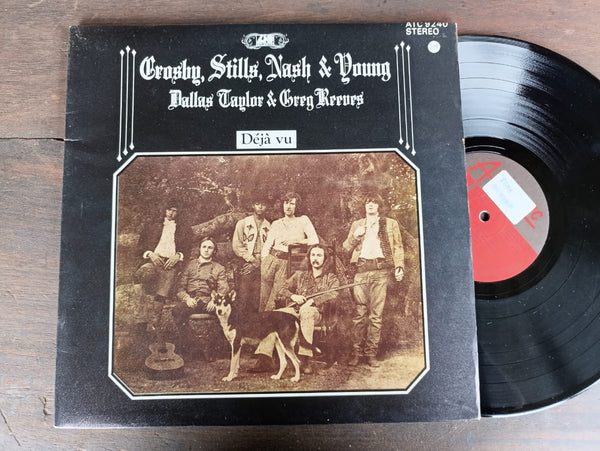 ATC 9240
STEREO
Crosby, Stills, Nash & Young
Dallas Taylor & Greg Reeves
Déjà vu